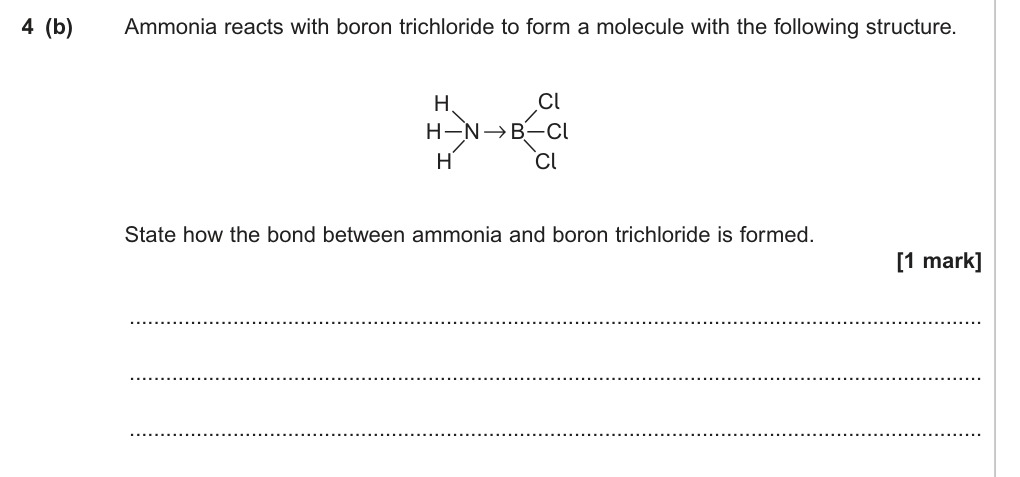 4 (b) Ammonia reacts with boron trichloride to form a molecule with the following structure.
H Cl
H–N→B–Cl
H Cl
State how the bond between ammonia and boron trichloride is formed.
[1 mark]